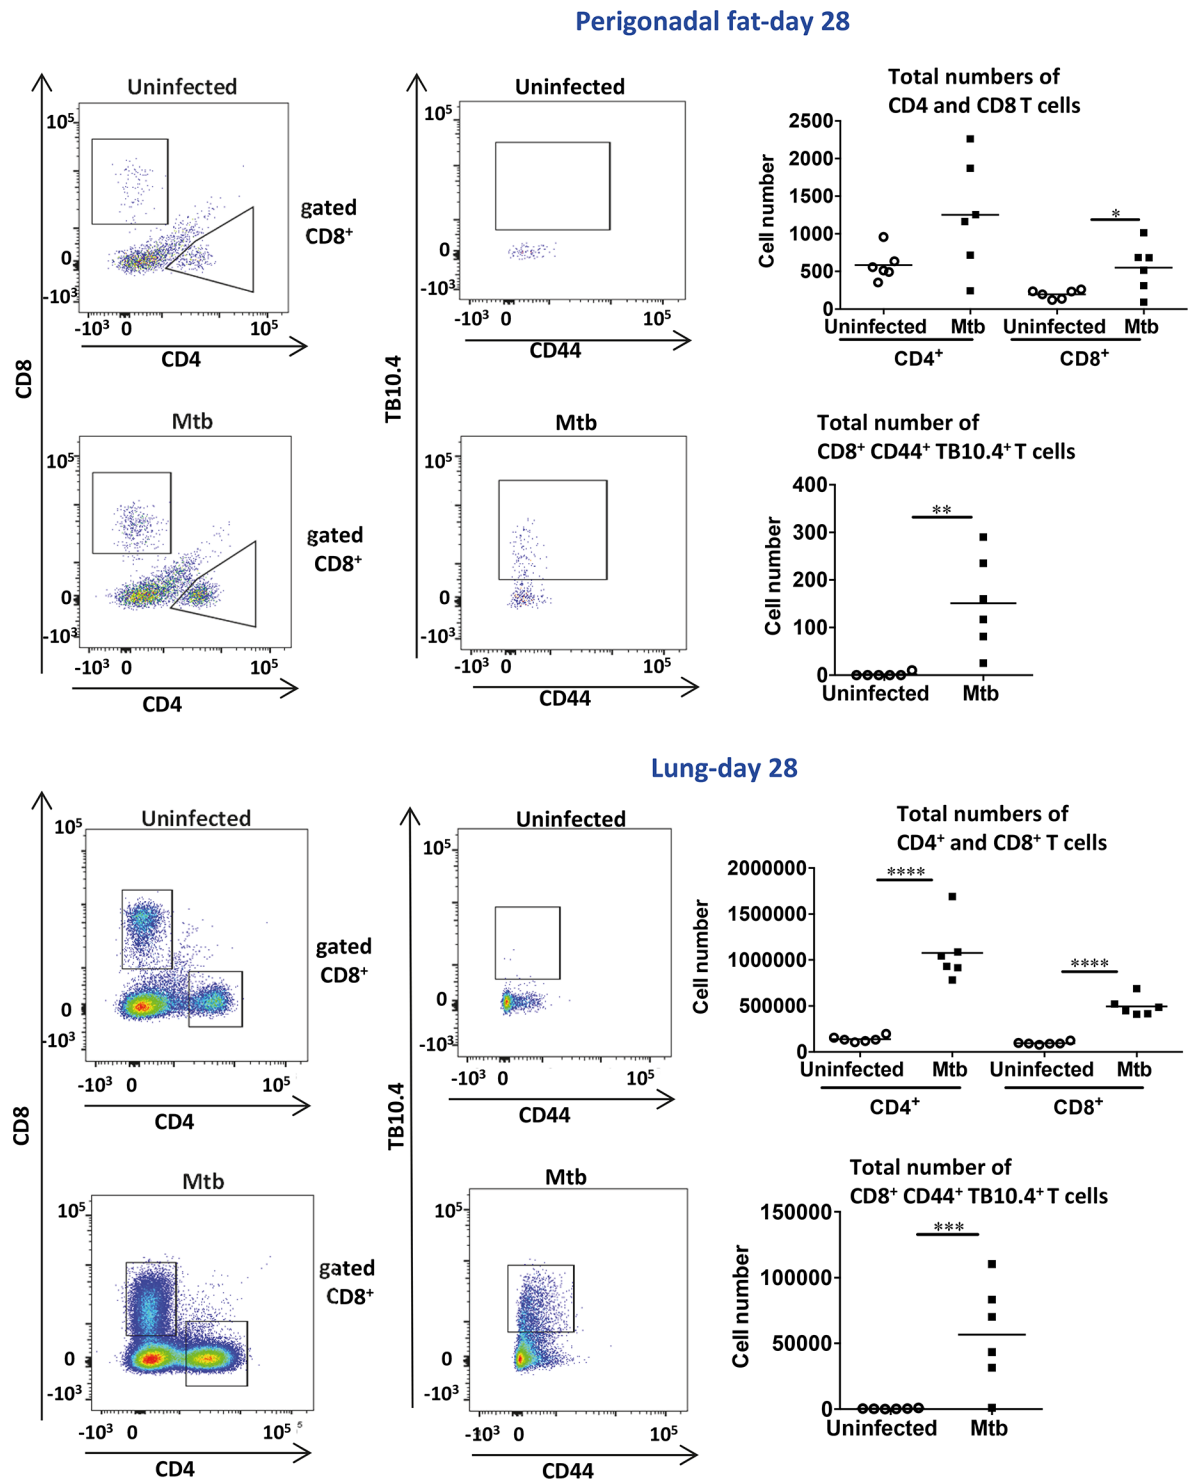 Perigonadal fat-day 28
Uninfected
10⁵
0
-10³
-10³ 0 10⁵
CD4
gated
CD8⁺
Uninfected
10⁵
0
-10³
-10³ 0 10⁵
CD44
Total numbers of
CD4 and CD8 T cells
Cell number
2500
2000
1500
1000
500
0
*
Uninfected Mtb Uninfected Mtb
CD4⁺ CD8⁺
CD8
TB10.4
Mtb
10⁵
0
-10³
-10³ 0 10⁵
CD4
gated
CD8⁺
Mtb
10⁵
0
-10³
-10³ 0 10⁵
CD44
Total number of
CD8⁺ CD44⁺ TB10.4⁺ T cells
Cell number
400
300
200
100
0
**
Uninfected Mtb
Lung-day 28
Uninfected
10⁵
0
-10³
-10³ 0 10⁵
CD4
gated
CD8⁺
Uninfected
10⁵
0
-10³
-10³ 0 10⁵
CD44
Total numbers of
CD4⁺ and CD8⁺ T cells
Cell number
2000000
1500000
1000000
500000
0
****
****
Uninfected Mtb Uninfected Mtb
CD4⁺ CD8⁺
CD8
TB10.4
Mtb
10⁵
0
-10³
-10³ 0 10⁵ ⁵
CD4
gated
CD8⁺
Mtb
10⁵
0
-10³
-10³ 0 10⁵
CD44
Total number of
CD8⁺ CD44⁺ TB10.4⁺ T cells
Cell number
150000
100000
50000
0
***
Uninfected Mtb